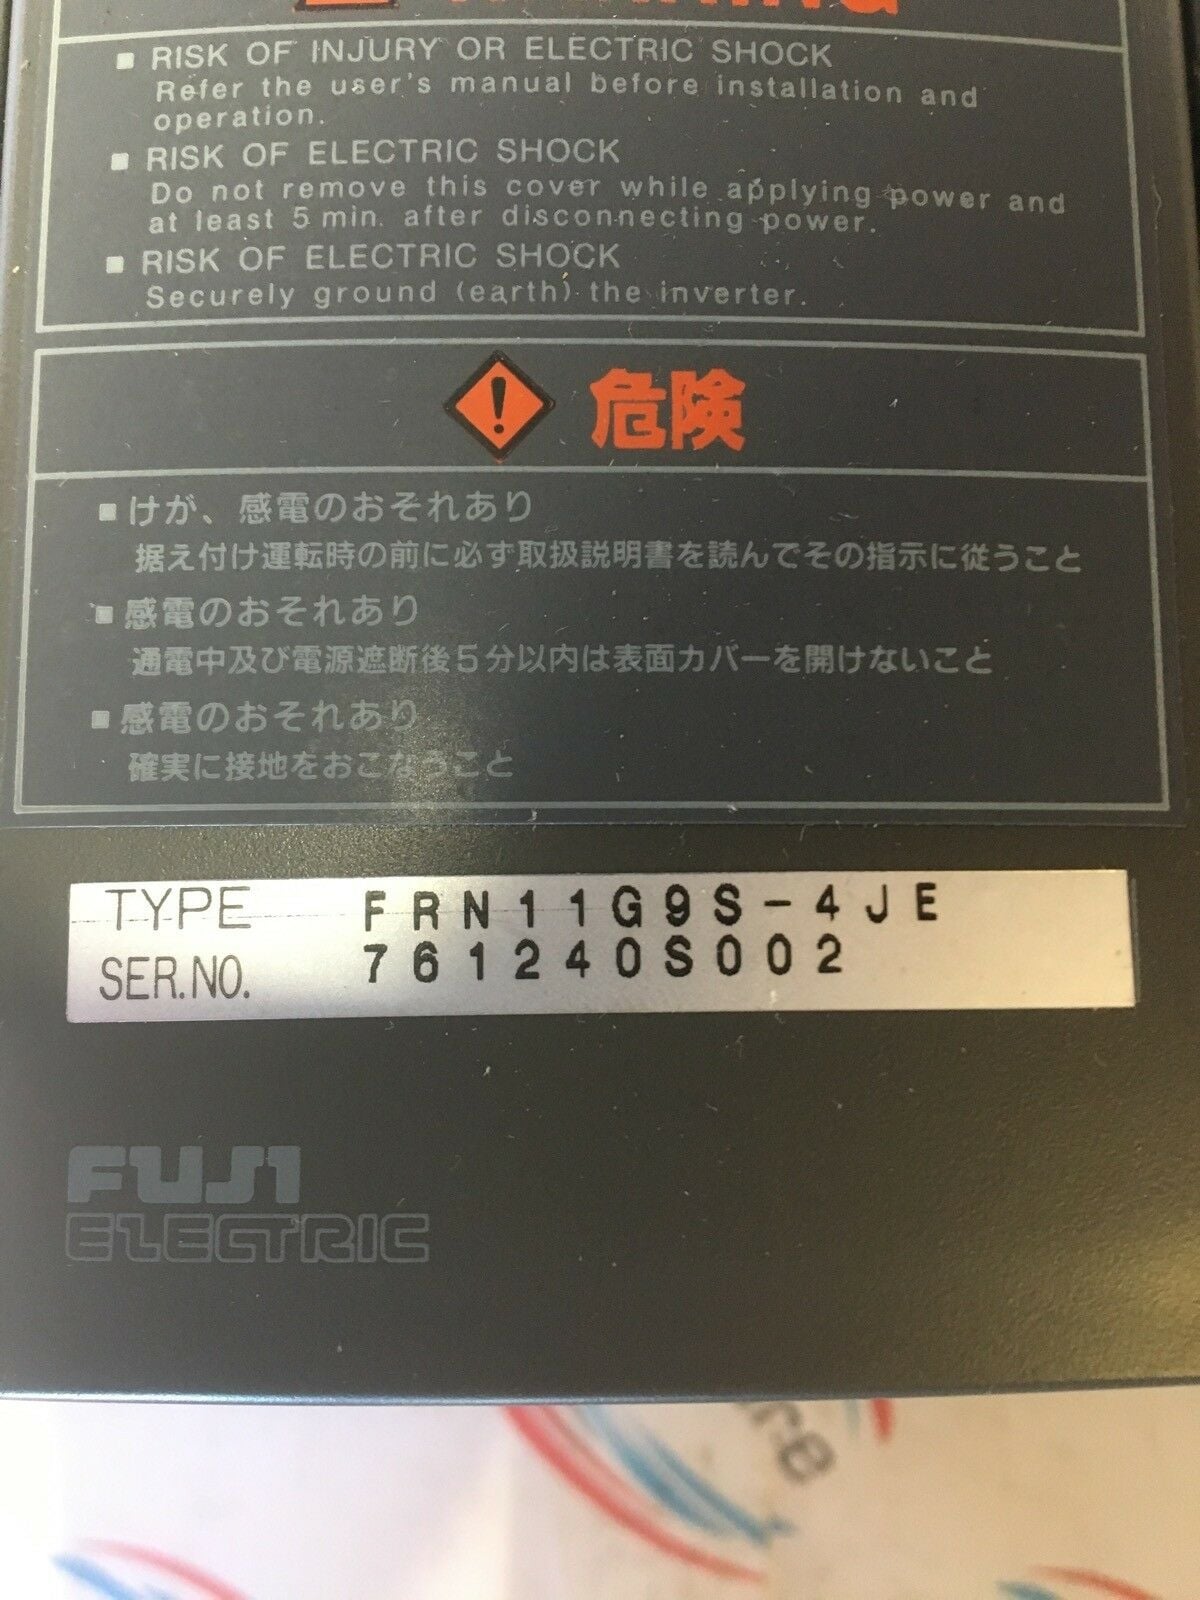 WARNING
■ RISK OF INJURY OR ELECTRIC SHOCK
Refer the user's manual before installation and
operation.
■ RISK OF ELECTRIC SHOCK
Do not remove this cover while applying power and
at least 5 min. after disconnecting power.
■ RISK OF ELECTRIC SHOCK
Securely ground (earth) the inverter.
危険
■ けが、感電のおそれあり
据え付け運転時の前に必ず取扱説明書を読んでその指示に従うこと
■ 感電のおそれあり
通電中及び電源遮断後5分以内は表面カバーを開けないこと
■ 感電のおそれあり
確実に接地をおこなうこと
TYPE FRN11G9S-4JE
SER.NO. 761240S002
FUJI
ELECTRIC